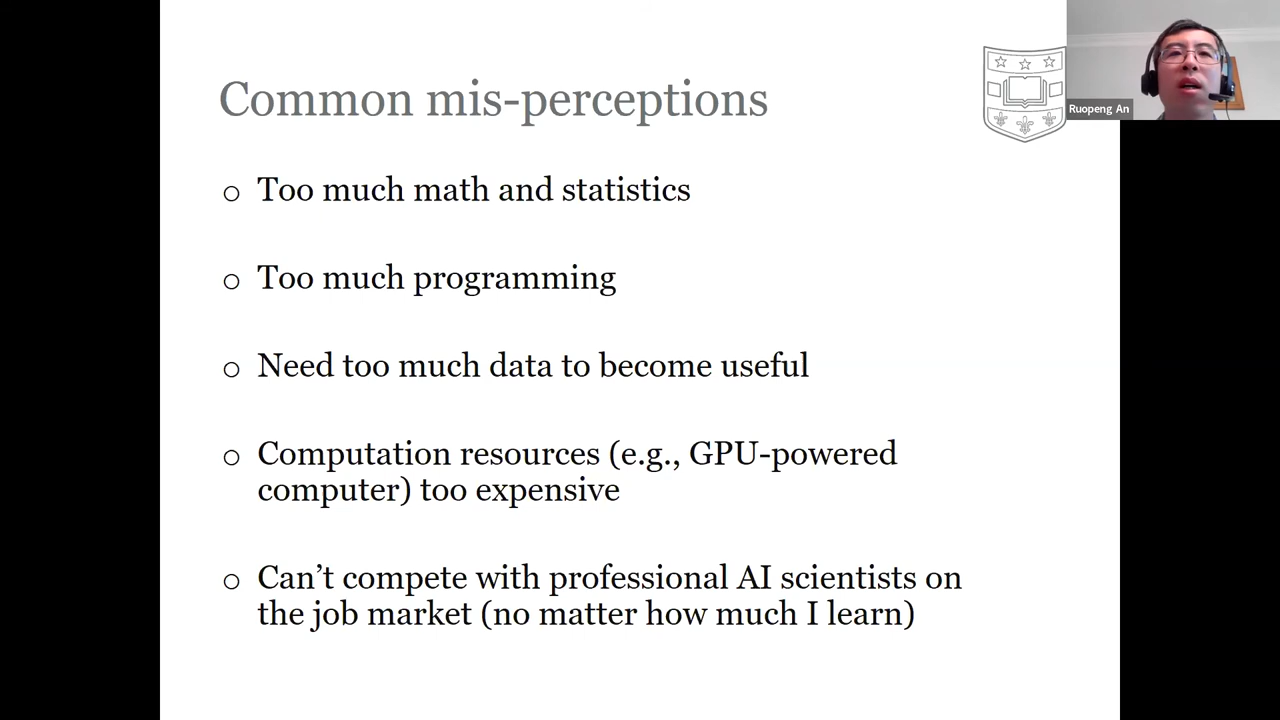 Common mis-perceptions
Ruopeng An
o Too much math and statistics
o Too much programming
o Need too much data to become useful
o Computation resources (e.g., GPU-powered
computer) too expensive
o Can't compete with professional AI scientists on
the job market (no matter how much I learn)